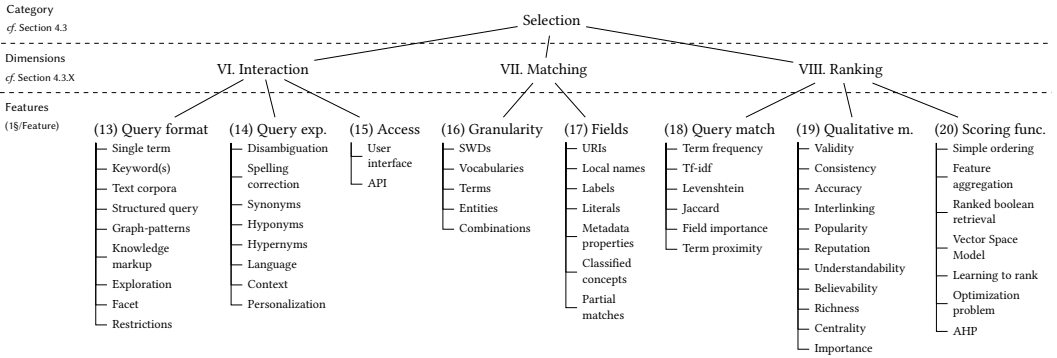 Category
cf. Section 4.3
Selection
Dimensions
cf. Section 4.3.X
VI. Interaction
VII. Matching
VIII. Ranking
Features
(1§/Feature)
(13) Query format
Single term
Keyword(s)
Text corpora
Structured query
Graph-patterns
Knowledge
markup
Exploration
Facet
Restrictions
(14) Query exp.
Disambiguation
Spelling
correction
Synonyms
Hyponyms
Hypernyms
Language
Context
Personalization
(15) Access
User
interface
API
(16) Granularity
SWDs
Vocabularies
Terms
Entities
Combinations
(17) Fields
URIs
Local names
Labels
Literals
Metadata
properties
Classified
concepts
Partial
matches
(18) Query match
Term frequency
Tf-idf
Levenshtein
Jaccard
Field importance
Term proximity
(19) Qualitative m.
Validity
Consistency
Accuracy
Interlinking
Popularity
Reputation
Understandability
Believability
Richness
Centrality
Importance
(20) Scoring func.
Simple ordering
Feature
aggregation
Ranked boolean
retrieval
Vector Space
Model
Learning to rank
Optimization
problem
AHP